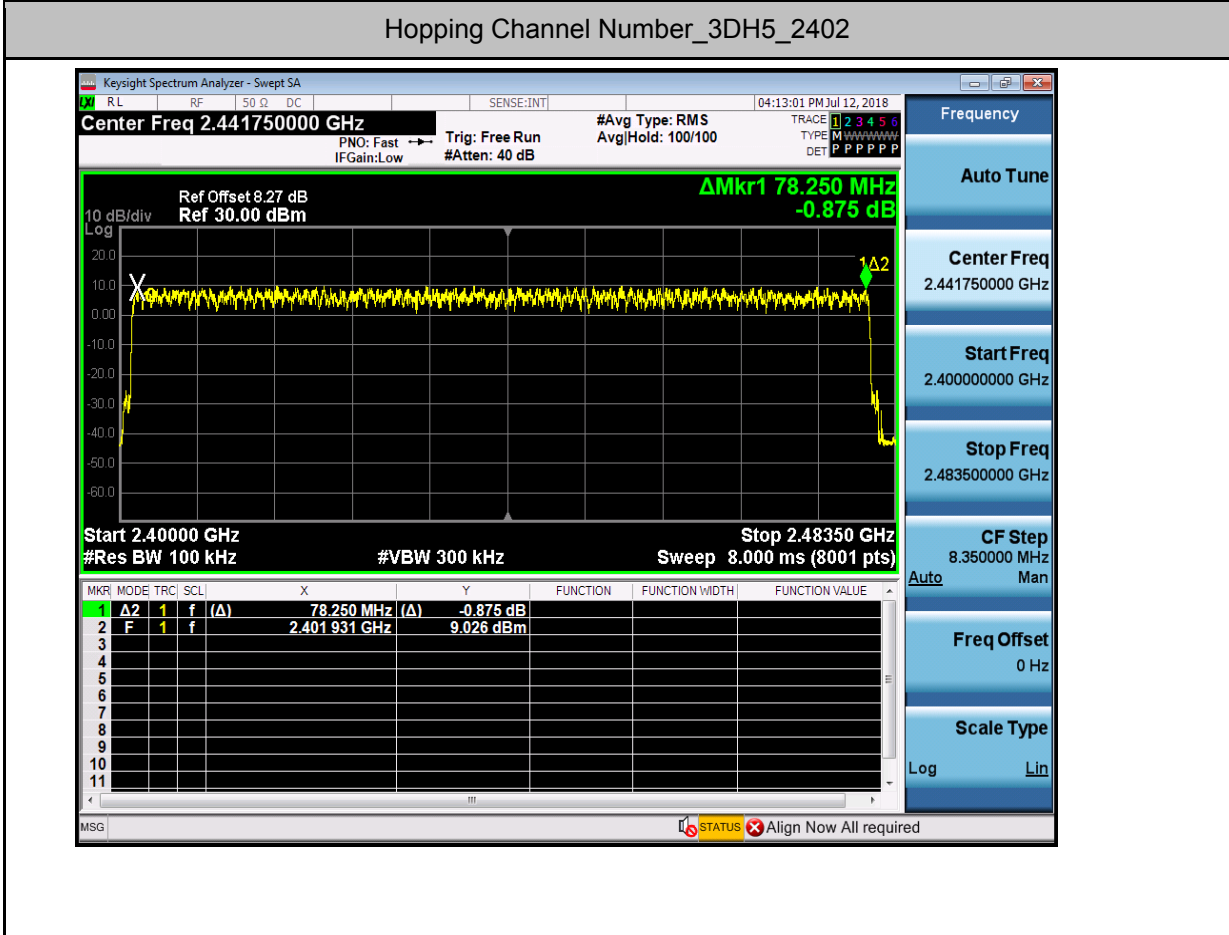 Hopping Channel Number_3DH5_2402
Keysight Spectrum Analyzer - Swept SA
LXI RL RF 50 Ω DC SENSE:INT 04:13:01 PM Jul 12, 2018
Center Freq 2.441750000 GHz #Avg Type: RMS TRACE 1 2 3 4 5 6
PNO: Fast Trig: Free Run Avg|Hold: 100/100 TYPE M WWWWW
IFGain:Low #Atten: 40 dB DET P P P P P P
Frequency
Auto Tune
ΔMkr1 78.250 MHz
-0.875 dB
Ref Offset 8.27 dB
10 dB/div Ref 30.00 dBm
Log
20.0
10.0
0.00
-10.0
-20.0
-30.0
-40.0
-50.0
-60.0
1Δ2
Start 2.40000 GHz Stop 2.48350 GHz
#Res BW 100 kHz #VBW 300 kHz Sweep 8.000 ms (8001 pts)
MKR MODE TRC SCL X Y FUNCTION FUNCTION WIDTH FUNCTION VALUE
1 Δ2 1 f (Δ) 78.250 MHz (Δ) -0.875 dB
2 F 1 f 2.401 931 GHz 9.026 dBm
3
4
5
6
7
8
9
10
11
Center Freq
2.441750000 GHz
Start Freq
2.400000000 GHz
Stop Freq
2.483500000 GHz
CF Step
8.350000 MHz
Auto Man
Freq Offset
0 Hz
Scale Type
Log Lin
MSG STATUS Align Now All required